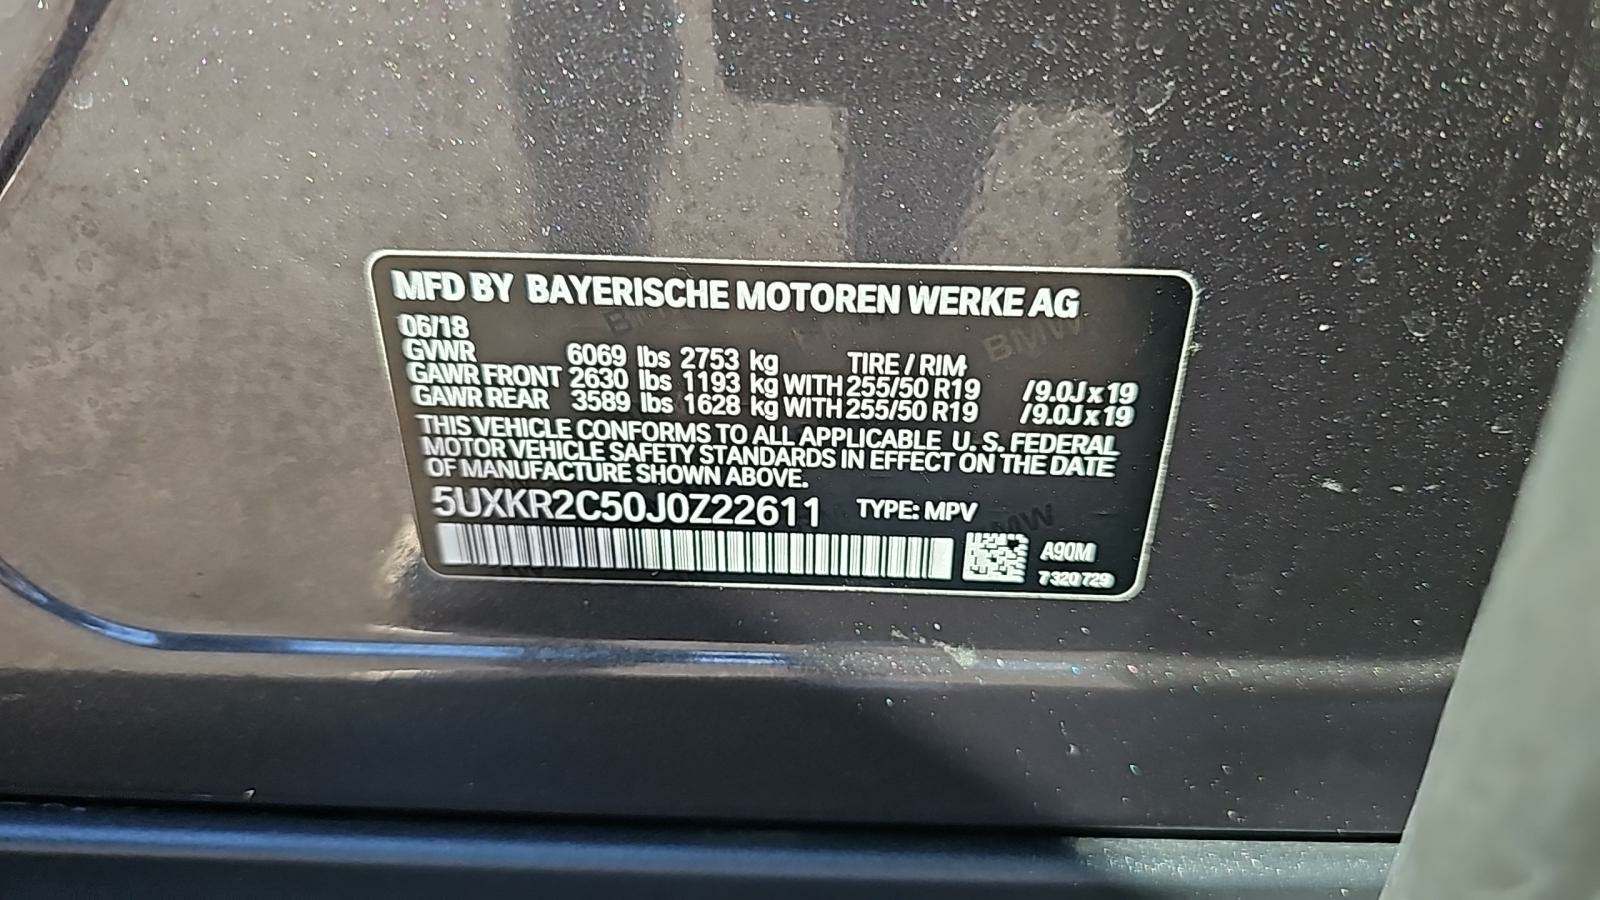 MFD BY BAYERISCHE MOTOREN WERKE AG
06/18
GVWR 6069 lbs 2753 kg TIRE / RIM
GAWR FRONT 2630 lbs 1193 kg WITH 255/50 R19 /9.0J x 19
GAWR REAR 3589 lbs 1628 kg WITH 255/50 R19 /9.0J x 19
THIS VEHICLE CONFORMS TO ALL APPLICABLE U. S. FEDERAL
MOTOR VEHICLE SAFETY STANDARDS IN EFFECT ON THE DATE
OF MANUFACTURE SHOWN ABOVE.
5UXKR2C50J0Z22611 TYPE: MPV
A90M
7320729
BMW